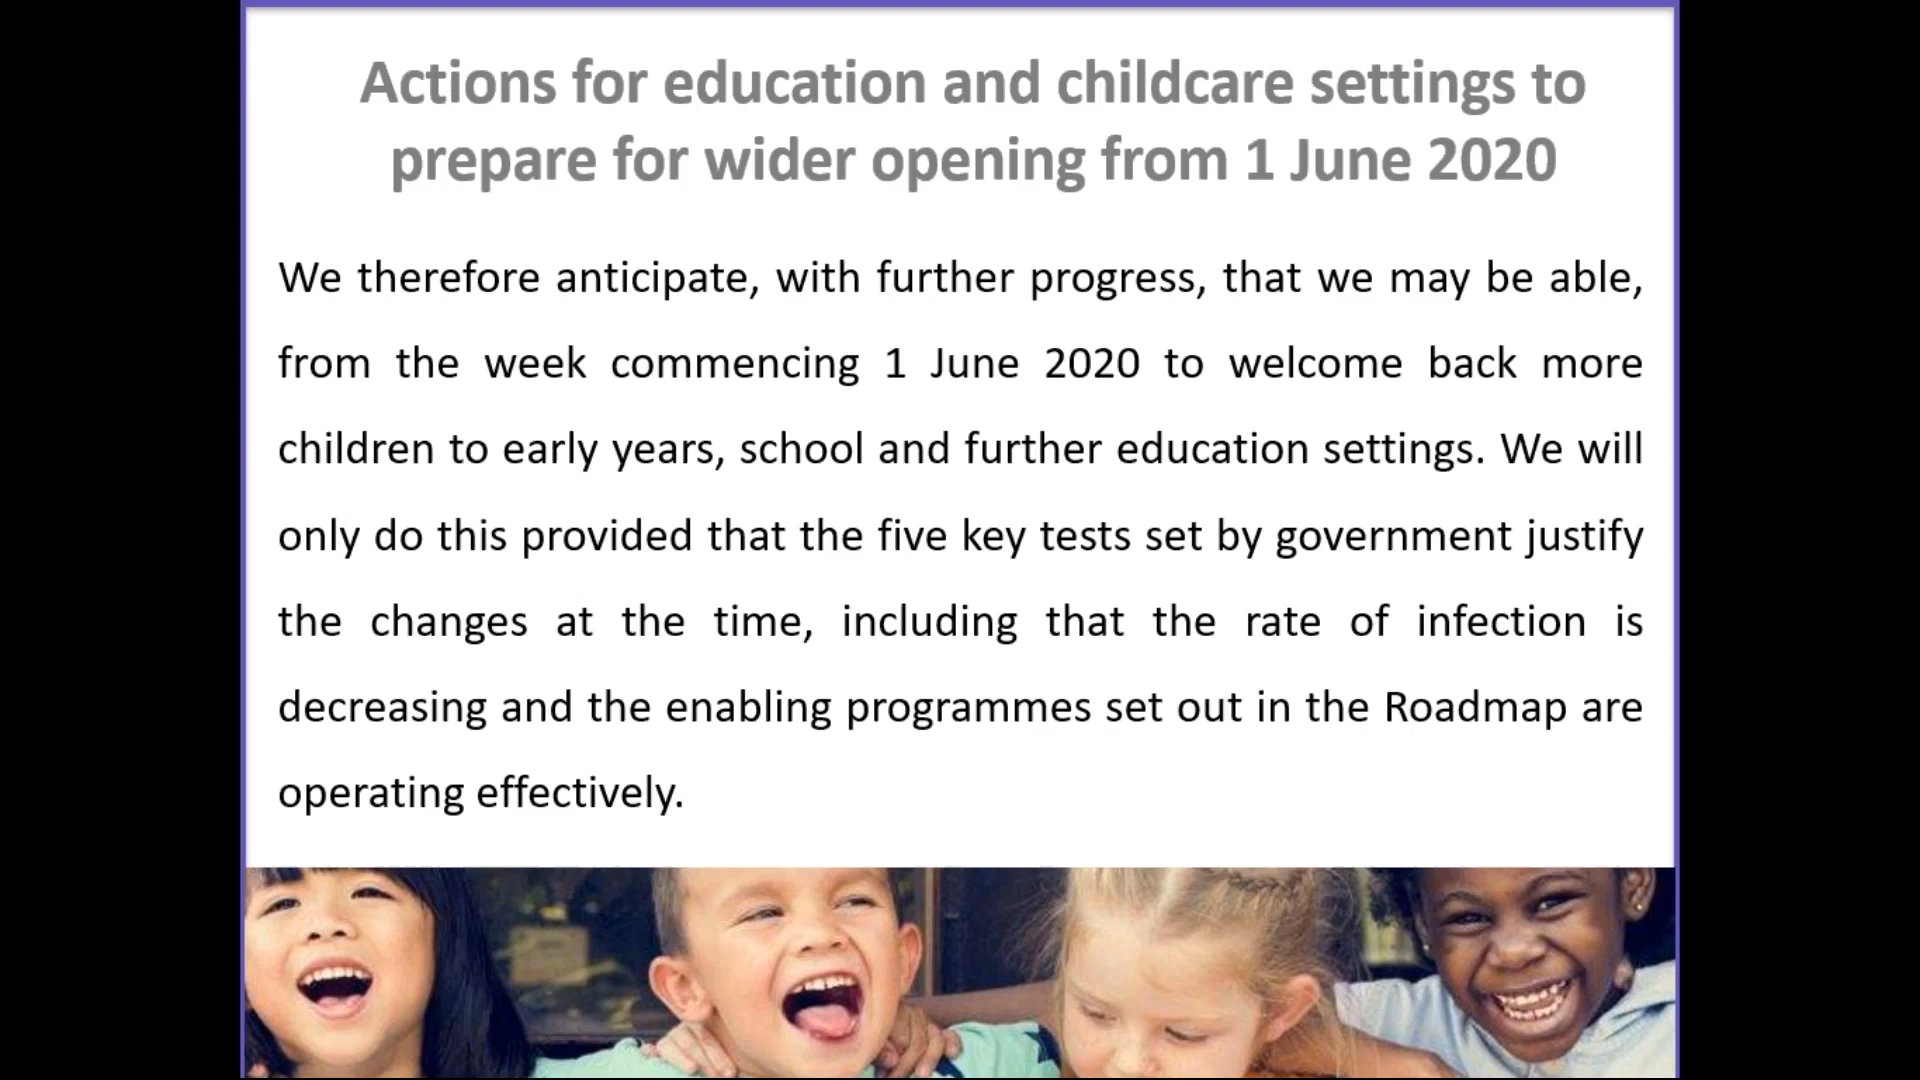 Actions for education and childcare settings to
prepare for wider opening from 1 June 2020
We therefore anticipate, with further progress, that we may be able,
from the week commencing 1 June 2020 to welcome back more
children to early years, school and further education settings. We will
only do this provided that the five key tests set by government justify
the changes at the time, including that the rate of infection is
decreasing and the enabling programmes set out in the Roadmap are
operating effectively.